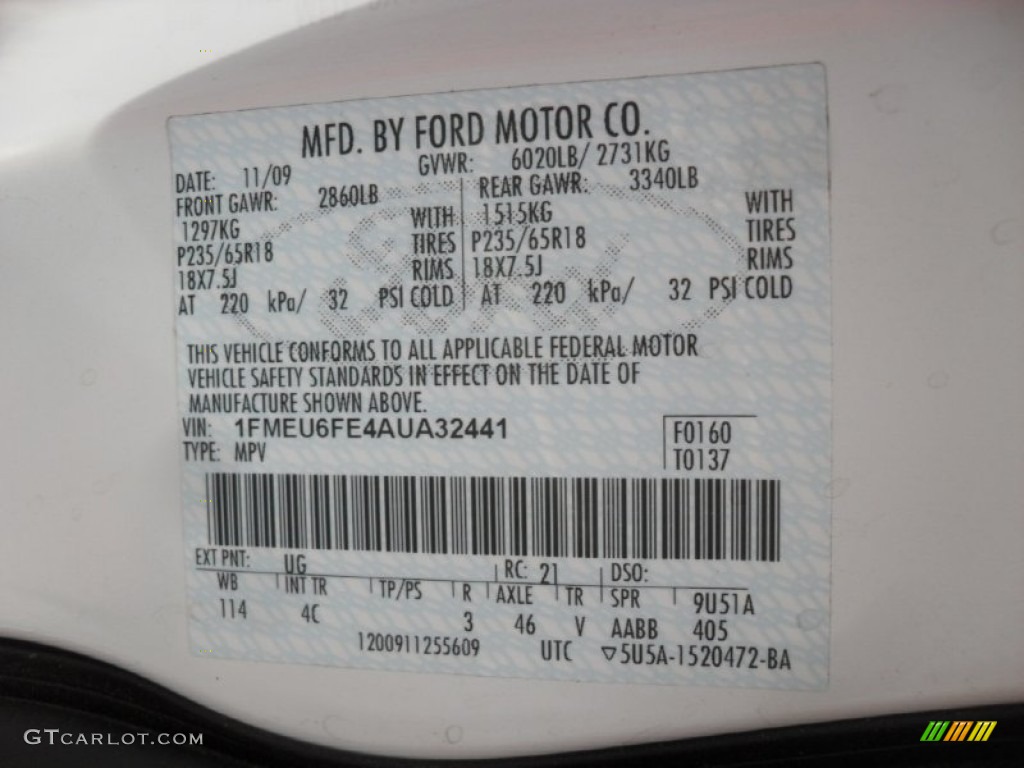 MFD. BY FORD MOTOR CO.
DATE: 11/09 GVWR: 6020LB/ 2731KG
FRONT GAWR: 2860LB REAR GAWR: 3340LB
1297KG WITH 1515KG WITH
P235/65R18 TIRES P235/65R18 TIRES
18X7.5J RIMS 18X7.5J RIMS
AT 220 kPa/ 32 PSI COLD AT 220 kPa/ 32 PSI COLD
THIS VEHICLE CONFORMS TO ALL APPLICABLE FEDERAL MOTOR
VEHICLE SAFETY STANDARDS IN EFFECT ON THE DATE OF
MANUFACTURE SHOWN ABOVE.
VIN: 1FMEU6FE4AUA32441 F0160
TYPE: MPV T0137
EXT PNT: UG RC: 21 DSO:
WB INT TR TP/PS R AXLE TR SPR 9U51A
114 4C 3 46 V AABB 405
1200911255609 UTC ▽5U5A-1520472-BA
GTCARLOT.COM